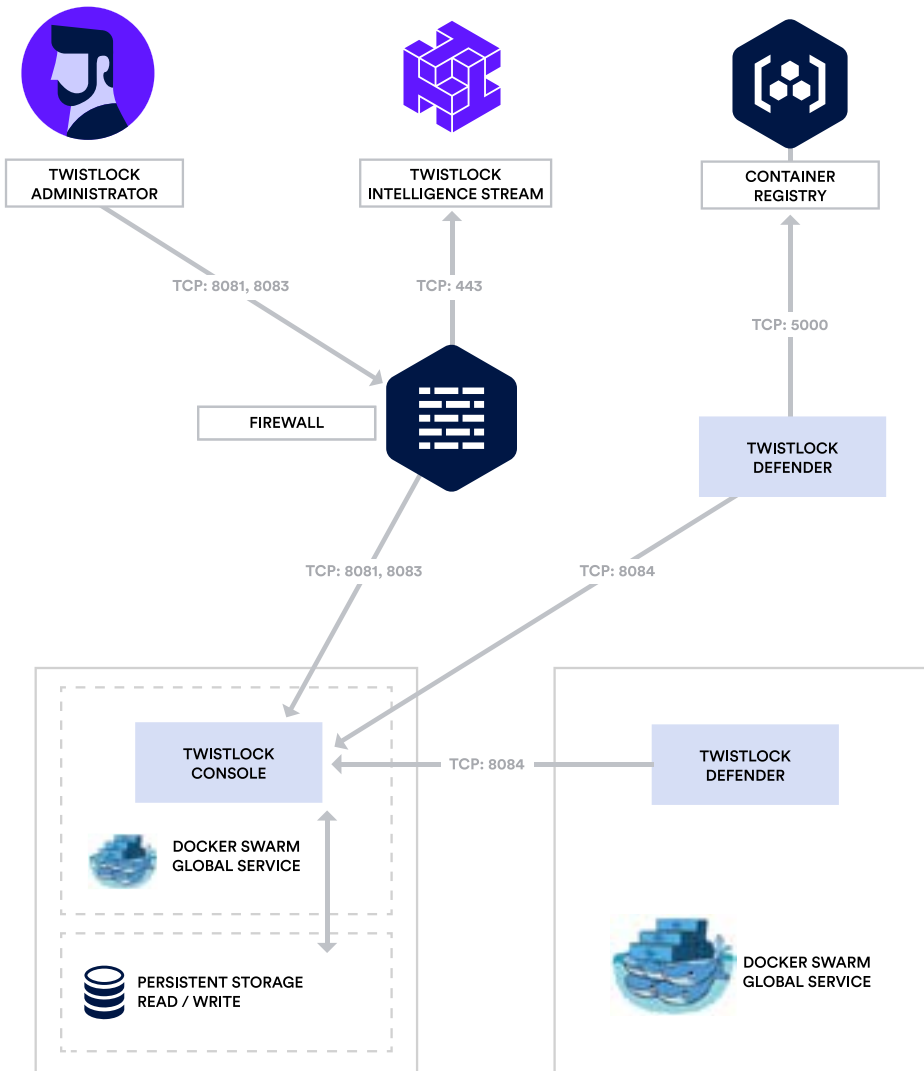 TWISTLOCK
ADMINISTRATOR
TWISTLOCK
INTELLIGENCE STREAM
CONTAINER
REGISTRY
TCP: 8081, 8083
TCP: 443
TCP: 5000
FIREWALL
TWISTLOCK
DEFENDER
TCP: 8081, 8083
TCP: 8084
TWISTLOCK
CONSOLE
TCP: 8084
TWISTLOCK
DEFENDER
DOCKER SWARM
GLOBAL SERVICE
PERSISTENT STORAGE
READ / WRITE
DOCKER SWARM
GLOBAL SERVICE